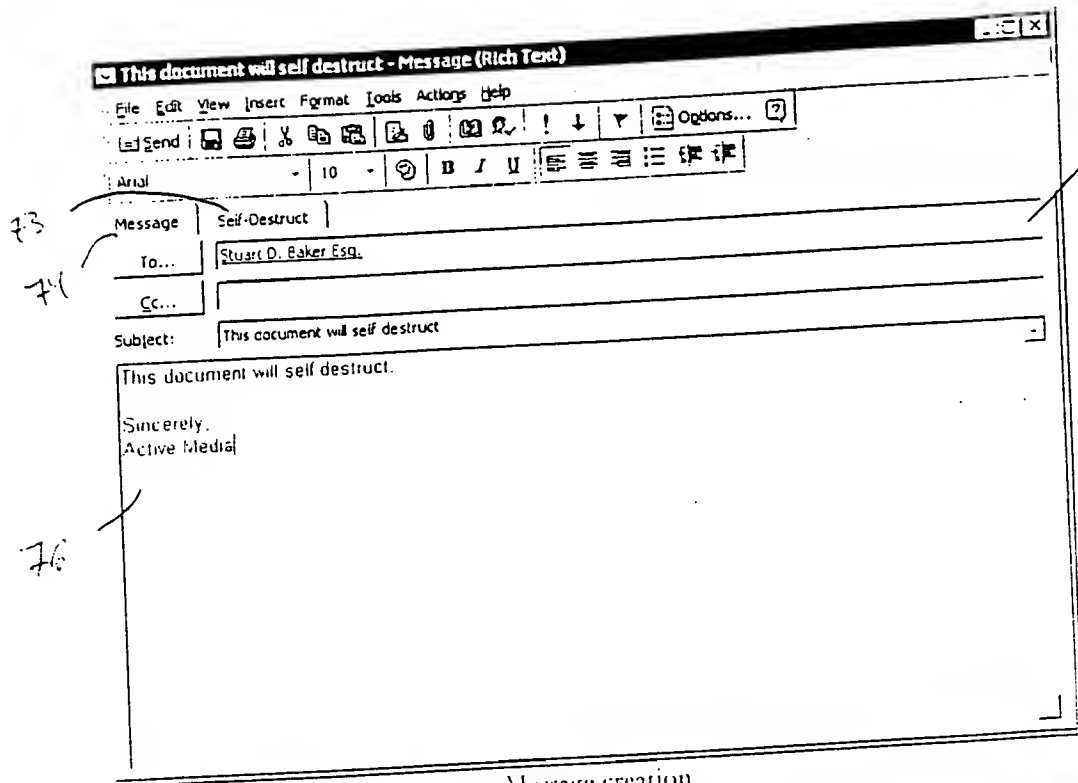 This document will self destruct - Message (Rich Text)
File Edit View Insert Format Tools Actions Help
Send Options...
Arial 10 B I U
73
Message Self-Destruct
74
To... Stuart D. Baker Esq.
Cc...
Subject: This document will self destruct
This document will self destruct.
Sincerely,
Active Media
76
Message creation